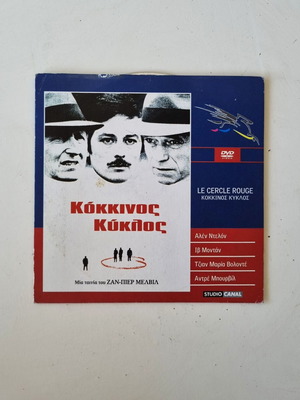 DVD
LE CERCLE ROUGE
ΚΟΚΚΙΝΟΣ ΚΥΚΛΟΣ
Κόκκινος
Κύκλος
Αλέν Ντελόν
Ιβ Μοντάν
Τζιαν Μαρία Βολοντέ
Αντρέ Μπουρβίλ
Μία ταινία του ΖΑΝ-ΠΙΕΡ ΜΕΛΒΙΛ
STUDIO CANAL